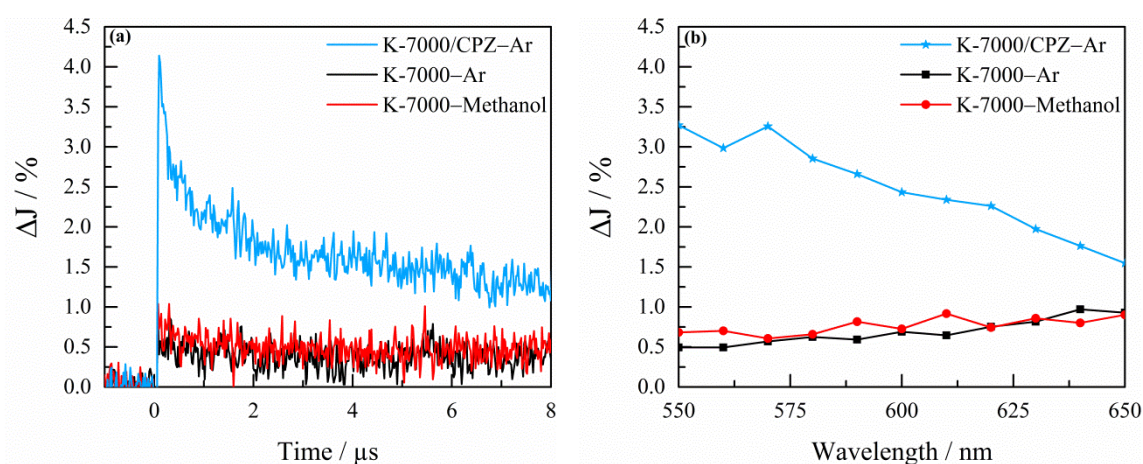 (a)
K-7000/CPZ–Ar
K-7000–Ar
K-7000–Methanol
4.5
4.0
3.5
3.0
2.5
2.0
1.5
1.0
0.5
0.0
ΔJ / %
0 2 4 6 8
Time / µs
(b)
K-7000/CPZ–Ar
K-7000–Ar
K-7000–Methanol
4.5
4.0
3.5
3.0
2.5
2.0
1.5
1.0
0.5
0.0
ΔJ / %
550 575 600 625 650
Wavelength / nm